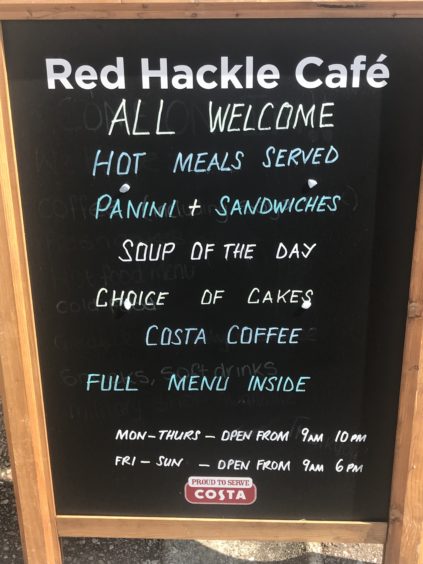 Red Hackle Café
ALL WELCOME
HOT MEALS SERVED
PANINI + SANDWICHES
SOUP OF THE DAY
CHOICE OF CAKES
COSTA COFFEE
soft drinks
FULL MENU INSIDE
MON-THURS - OPEN FROM 9AM 10PM
FRI - SUN - OPEN FROM 9AM 6PM
PROUD TO SERVE
COSTA